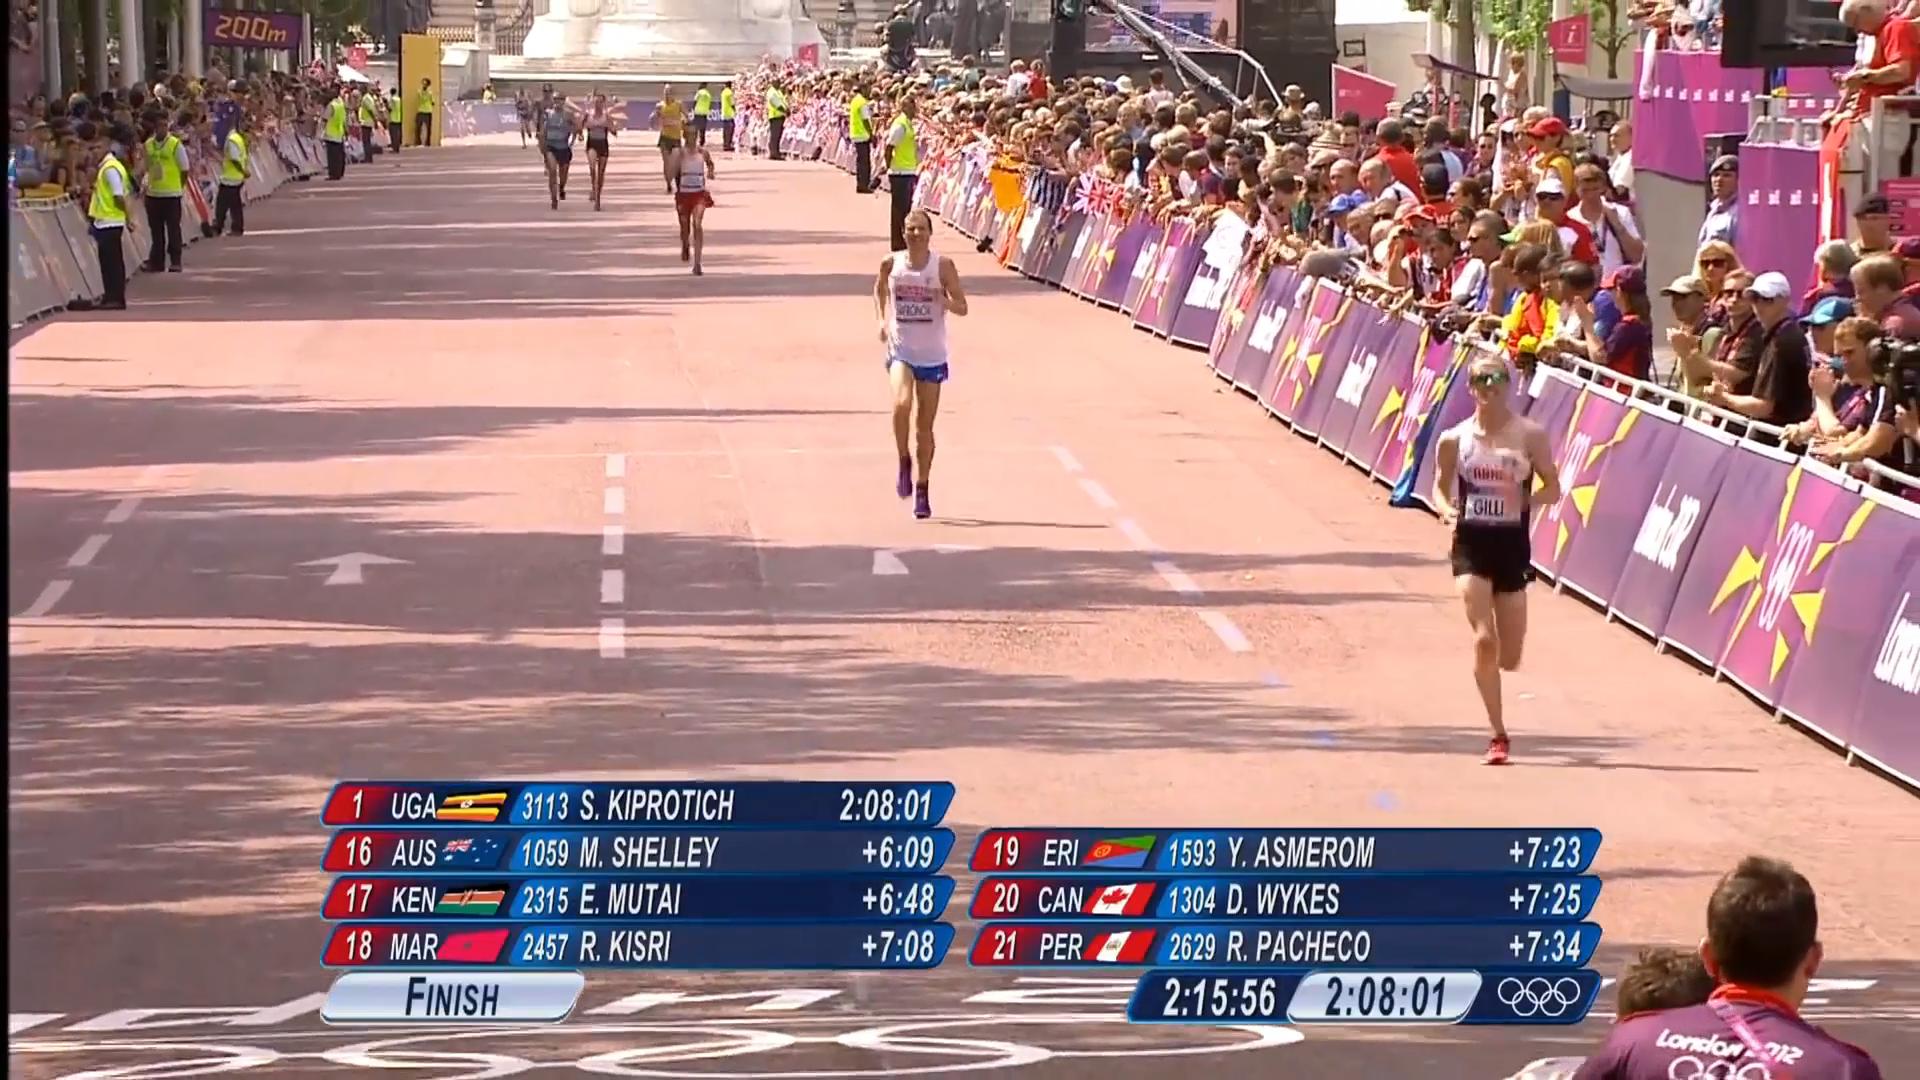 200m
GILLI
1 UGA 3113 S. KIPROTICH 2:08:01
16 AUS 1059 M. SHELLEY +6:09
17 KEN 2315 E. MUTAI +6:48
18 MAR 2457 R. KISRI +7:08
19 ERI 1593 Y. ASMEROM +7:23
20 CAN 1304 D. WYKES +7:25
21 PER 2629 R. PACHECO +7:34
FINISH
2:15:56 2:08:01
London 2012